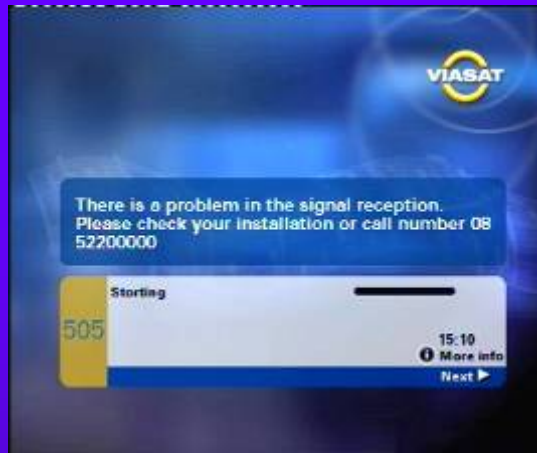 VIASAT
There is a problem in the signal reception.
Please check your installation or call number 08
52200000
Storting
505
15:10
i More info
Next